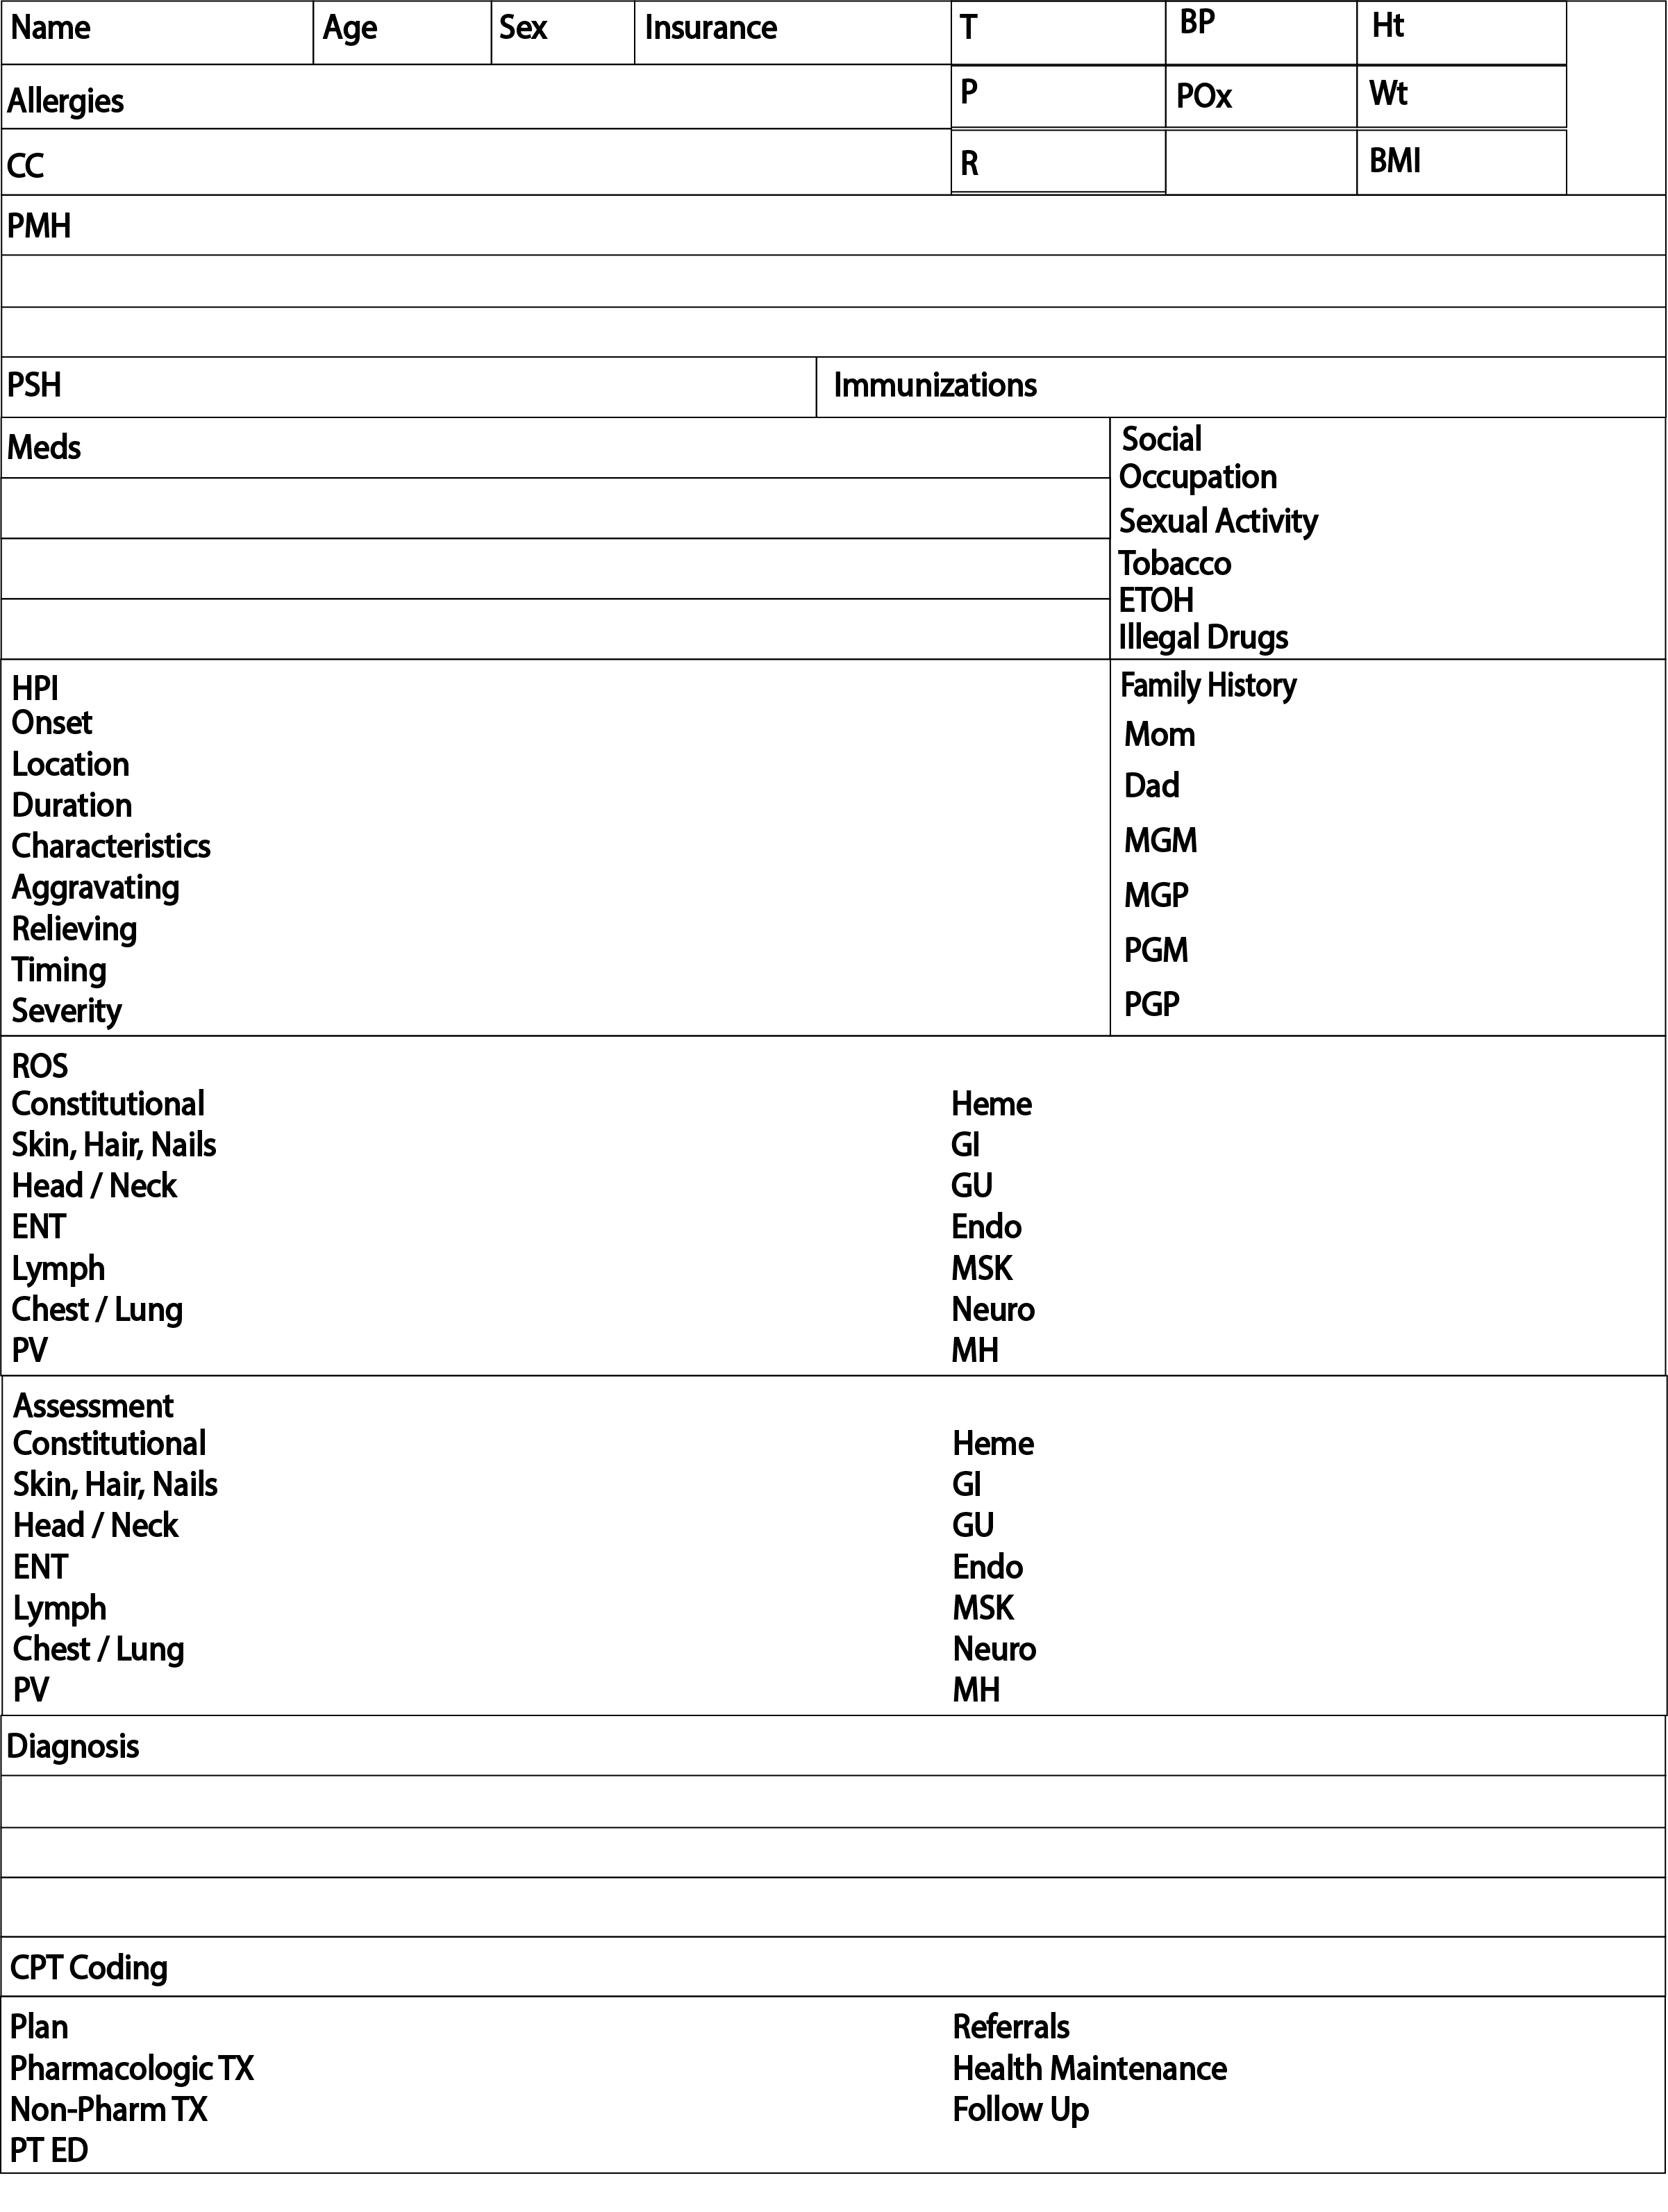 Name Age Sex Insurance T BP Ht
Allergies P POx Wt
CC R BMI
PMH
PSH Immunizations
Meds
Social
Occupation
Sexual Activity
Tobacco
ETOH
Illegal Drugs
HPI
Onset
Location
Duration
Characteristics
Aggravating
Relieving
Timing
Severity
Family History
Mom
Dad
MGM
MGP
PGM
PGP
ROS
Constitutional Heme
Skin, Hair, Nails GI
Head / Neck GU
ENT Endo
Lymph MSK
Chest / Lung Neuro
PV MH
Assessment
Constitutional Heme
Skin, Hair, Nails GI
Head / Neck GU
ENT Endo
Lymph MSK
Chest / Lung Neuro
PV MH
Diagnosis
CPT Coding
Plan Referrals
Pharmacologic TX Health Maintenance
Non-Pharm TX Follow Up
PT ED